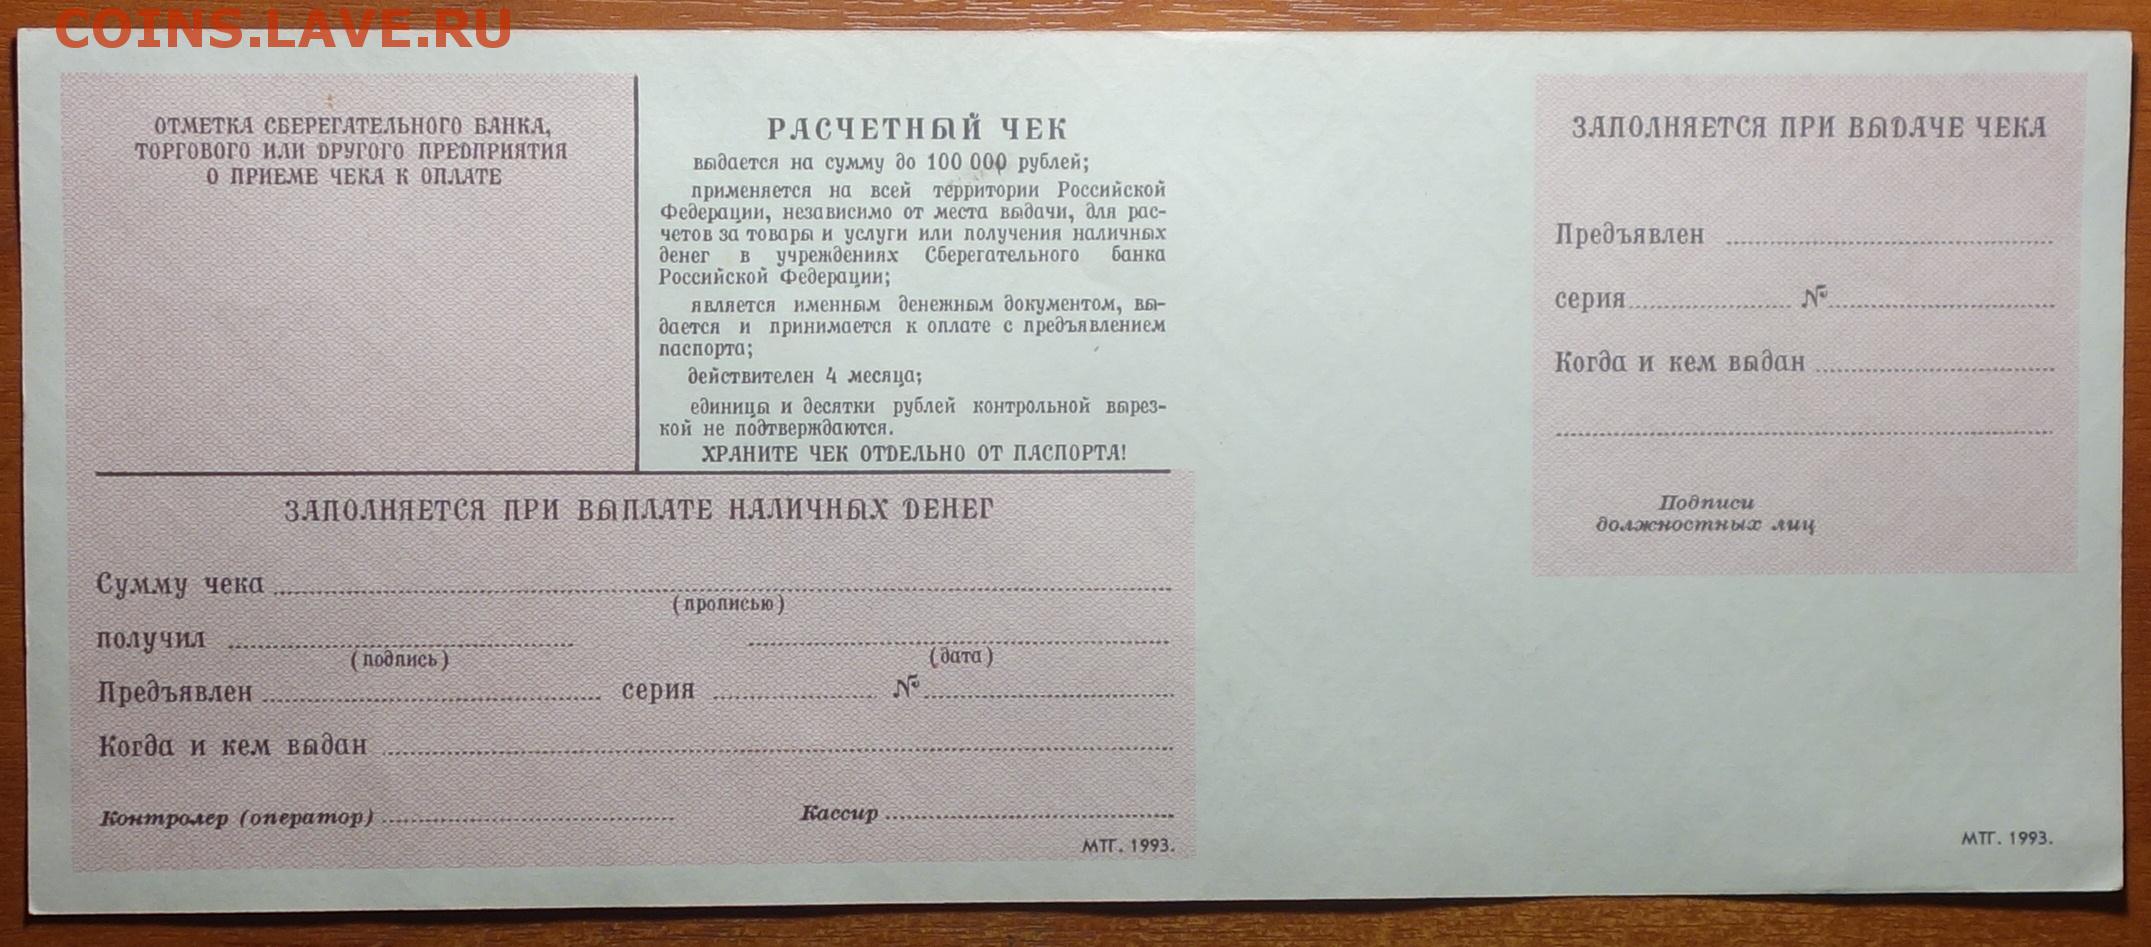 COINS.LAVE.RU
ОТМЕТКА СБЕРЕГАТЕЛЬНОГО БАНКА,
ТОРГОВОГО ИЛИ ДРУГОГО ПРЕДПРИЯТИЯ
О ПРИЕМЕ ЧЕКА К ОПЛАТЕ
РАСЧЕТНЫЙ ЧЕК
выдается на сумму до 100 000 рублей;
применяется на всей территории Российской
Федерации, независимо от места выдачи, для рас-
четов за товары и услуги или получения наличных
денег в учреждениях Сберегательного банка
Российской Федерации;
является именным денежным документом, вы-
дается и принимается к оплате с предъявлением
паспорта;
действителен 4 месяца;
единицы и десятки рублей контрольной вырез-
кой не подтверждаются.
ХРАНИТЕ ЧЕК ОТДЕЛЬНО ОТ ПАСПОРТА!
ЗАПОЛНЯЕТСЯ ПРИ ВЫПЛАТЕ НАЛИЧНЫХ ДЕНЕГ
Сумму чека
(прописью)
получил
(подпись) (дата)
Предъявлен серия №
Когда и кем выдан
Контролер (оператор) Кассир
МТГ. 1993.
ЗАПОЛНЯЕТСЯ ПРИ ВЫДАЧЕ ЧЕКА
Предъявлен
серия №
Когда и кем выдан
Подписи
должностных лиц
МТГ. 1993.